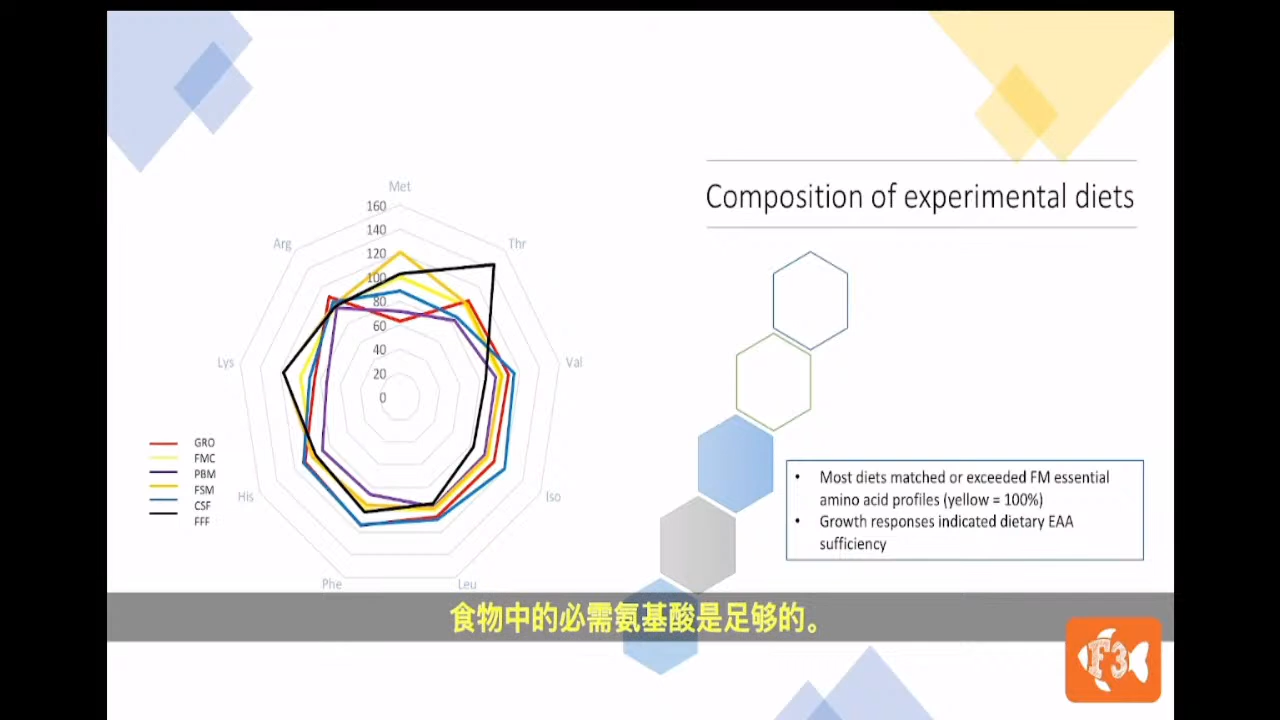 Composition of experimental diets
Met
Thr
Val
Iso
Leu
Phe
His
Lys
Arg
160
140
120
100
80
60
40
20
0
GRO
FMC
PBM
FSM
CSF
FFF
• Most diets matched or exceeded FM essential
amino acid profiles (yellow = 100%)
• Growth responses indicated dietary EAA
sufficiency
食物中的必需氨基酸是足够的。
F3